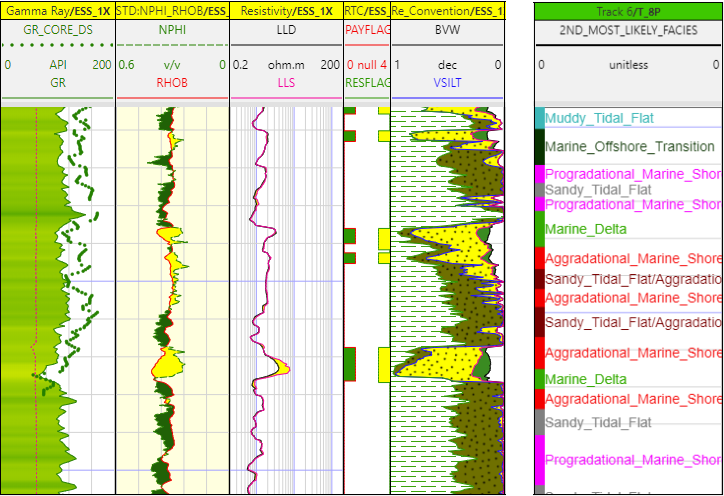 Gamma Ray/ESS_1X STD:NPHI_RHOB/ESS_ Resistivity/ESS_1X RTC/ESS_ Re_Convention/ESS_1 Track 6/T_8P
GR_CORE_DS NPHI LLD PAYFLAG BVW 2ND_MOST_LIKELY_FACIES
0 API 200 0.6 v/v 0 0.2 ohm.m 200 0 null 4 1 dec 0 0 unitless 0
GR RHOB LLS RESFLAG VSILT
Muddy_Tidal_Flat
Marine_Offshore_Transition
Progradational_Marine_Shor
Sandy_Tidal_Flat
Progradational_Marine_Shor
Marine_Delta
Aggradational_Marine_Shore
Sandy_Tidal_Flat/Aggradatio
Aggradational_Marine_Shore
Sandy_Tidal_Flat/Aggradatio
Aggradational_Marine_Shore
Marine_Delta
Aggradational_Marine_Shore
Sandy_Tidal_Flat
Progradational_Marine_Shor